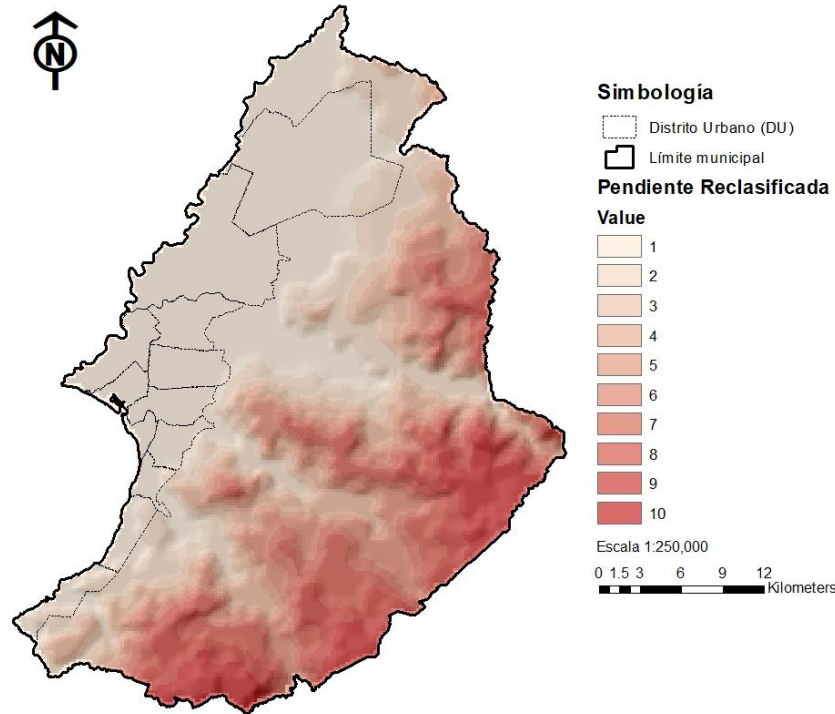 N
Simbología
Distrito Urbano (DU)
Límite municipal
Pendiente Reclasificada
Value
1
2
3
4
5
6
7
8
9
10
Escala 1:250,000
0 1.5 3 6 9 12
Kilometers